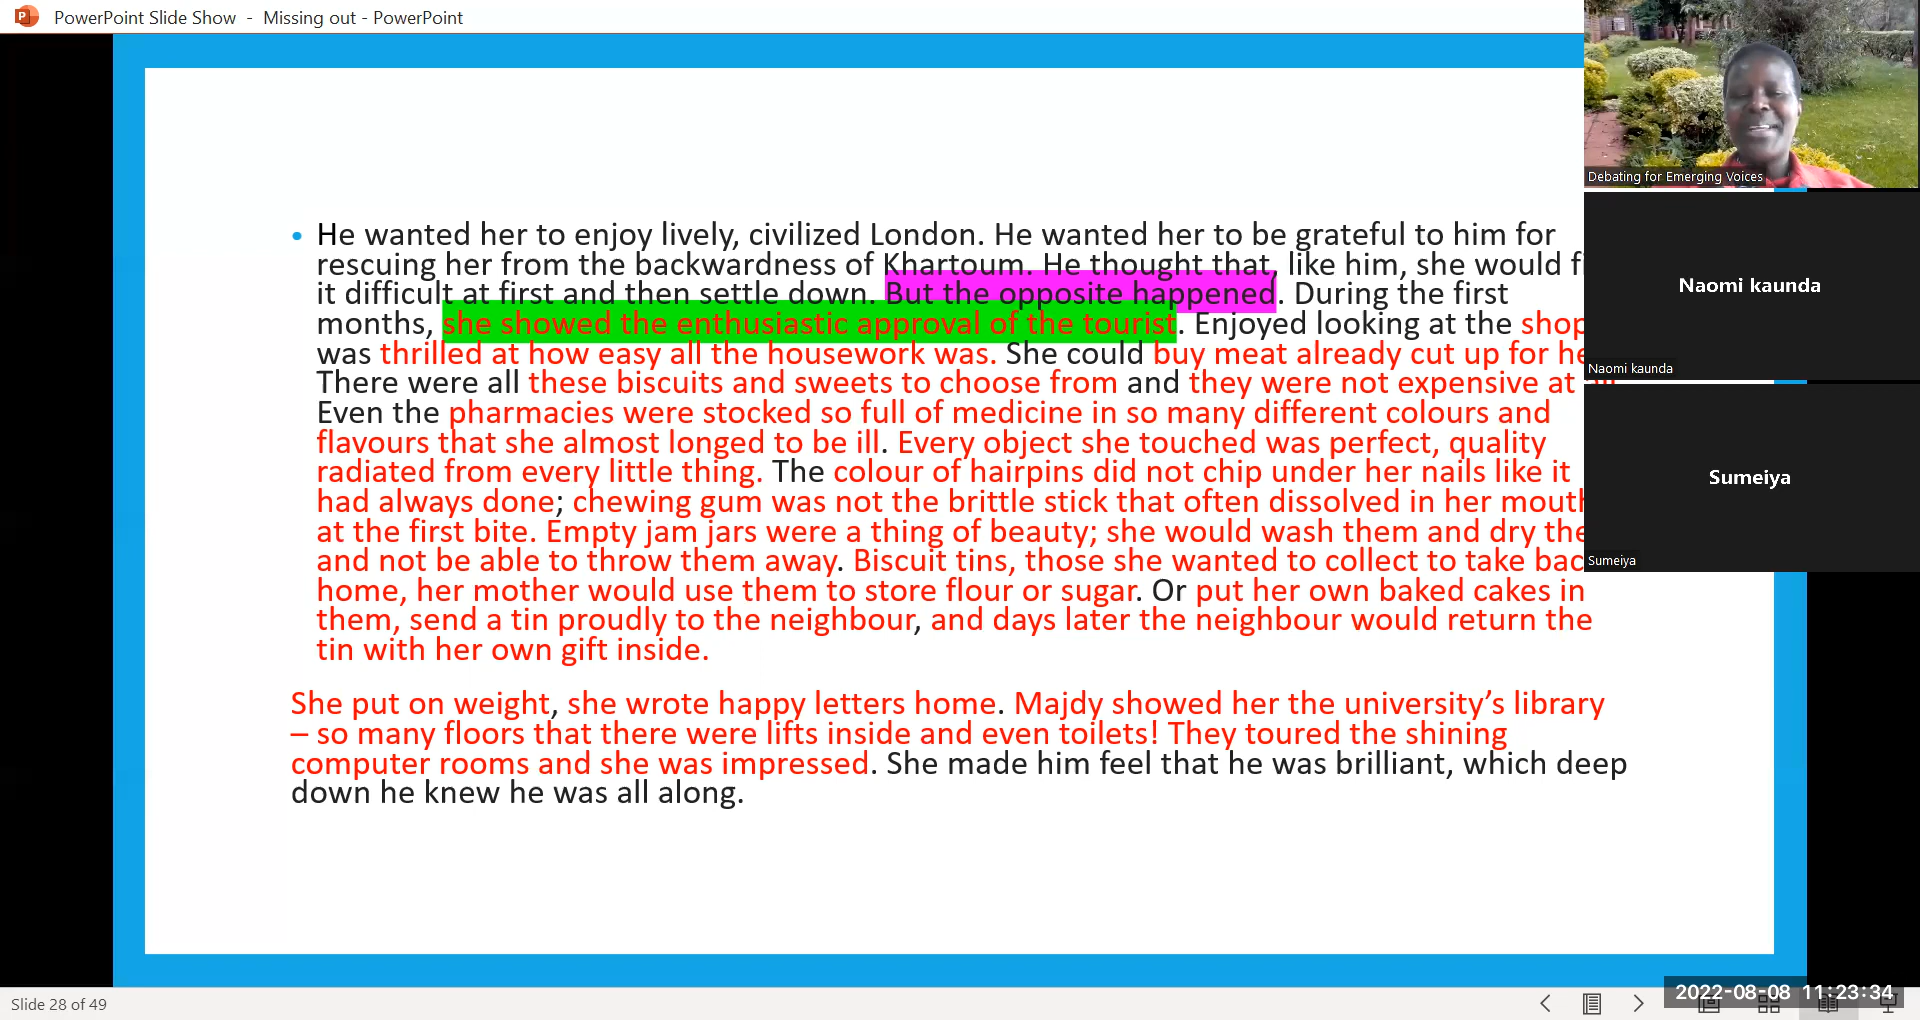 PowerPoint Slide Show - Missing out - PowerPoint
Debating for Emerging Voices
Naomi kaunda
Naomi kaunda
Sumeiya
Sumeiya
• He wanted her to enjoy lively, civilized London. He wanted her to be grateful to him for
rescuing her from the backwardness of Khartoum. He thought that, like him, she would
it difficult at first and then settle down. But the opposite happened. During the first
months, she showed the enthusiastic approval of the tourist. Enjoyed looking at the
was thrilled at how easy all the housework was. She could buy meat already cut up for
There were all these biscuits and sweets to choose from and they were not expensive at
Even the pharmacies were stocked so full of medicine in so many different colours and
flavours that she almost longed to be ill. Every object she touched was perfect, quality
radiated from every little thing. The colour of hairpins did not chip under her nails like it
had always done; chewing gum was not the brittle stick that often dissolved in her mouth
at the first bite. Empty jam jars were a thing of beauty; she would wash them and dry
and not be able to throw them away. Biscuit tins, those she wanted to collect to take
home, her mother would use them to store flour or sugar. Or put her own baked cakes in
them, send a tin proudly to the neighbour, and days later the neighbour would return the
tin with her own gift inside.
She put on weight, she wrote happy letters home. Majdy showed her the university’s library
– so many floors that there were lifts inside and even toilets! They toured the shining
computer rooms and she was impressed. She made him feel that he was brilliant, which deep
down he knew he was all along.
Slide 28 of 49
2022-08-08 11:23:34